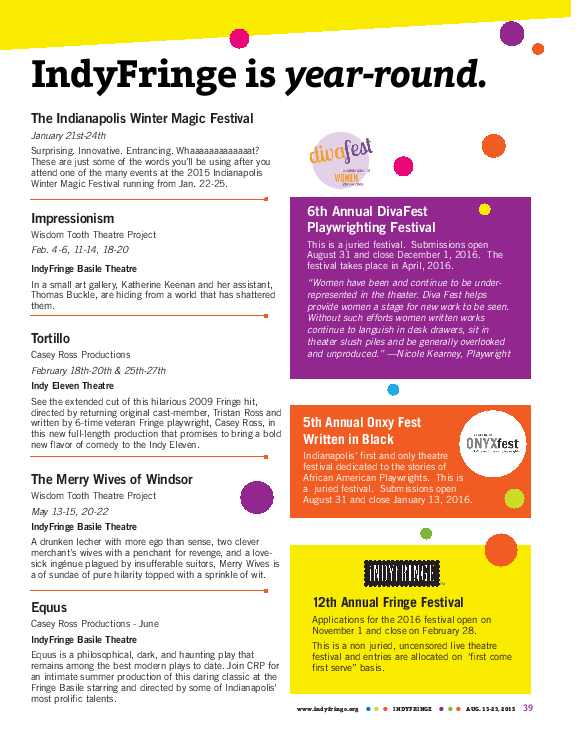 IndyFringe is year-round.
The Indianapolis Winter Magic Festival
January 21st-24th
Surprising. Innovative. Entrancing. Whaaaaaaaaaaaaat?
These are just some of the words you'll be using after you
attend one of the many events at the 2015 Indianapolis
Winter Magic Festival running from Jan. 22-25.
Impressionism
Wisdom Tooth Theatre Project
Feb. 4-6, 11-14, 18-20
IndyFringe Basile Theatre
In a small art gallery, Katherine Keenan and her assistant,
Thomas Buckle, are hiding from a world that has shattered
them.
Tortillo
Casey Ross Productions
February 18th-20th & 25th-27th
Indy Eleven Theatre
See the extended cut of this hilarious 2009 Fringe hit,
directed by returning original cast-member, Tristan Ross and
written by 6-time veteran Fringe playwright, Casey Ross, in
this new full-length production that promises to bring a bold
new flavor of comedy to the Indy Eleven.
The Merry Wives of Windsor
Wisdom Tooth Theatre Project
May 13-15, 20-22
IndyFringe Basile Theatre
A drunken lecher with more ego than sense, two clever
merchant's wives with a penchant for revenge, and a love-
sick ingénue plagued by insufferable suitors, Merry Wives is
a of sundae of pure hilarity topped with a sprinkle of wit.
Equus
Casey Ross Productions - June
IndyFringe Basile Theatre
Equus is a philosophical, dark, and haunting play that
remains among the best modern plays to date. Join CRP for
an intimate summer production of this daring classic at the
Fringe Basile starring and directed by some of Indianapolis'
most prolific talents.
divafest
a celebration of
WOMEN
playwrights
6th Annual DivaFest
Playwrighting Festival
This is a juried festival. Submissions open
August 31 and close December 1, 2016. The
festival takes place in April, 2016.
"Women have been and continue to be under-
represented in the theater. Diva Fest helps
provide women a stage for new work to be seen.
Without such efforts women written works
continue to languish in desk drawers, sit in
theater slush piles and be generally overlooked
and unproduced." —Nicole Kearney, Playwright
5th Annual Onxy Fest
Written in Black
Indianapolis' first and only theatre
festival dedicated to the stories of
African American Playwrights. This is
a juried festival. Submissions open
August 31 and close January 13, 2016.
ONYXfest
INDYFRINGE
12th Annual Fringe Festival
Applications for the 2016 festival open on
November 1 and close on February 28.
This is a non juried, uncensored live theatre
festival and entries are allocated on 'first come
first serve" basis.
www.indyfringe.org INDYFRINGE AUG. 13-23, 2015 39